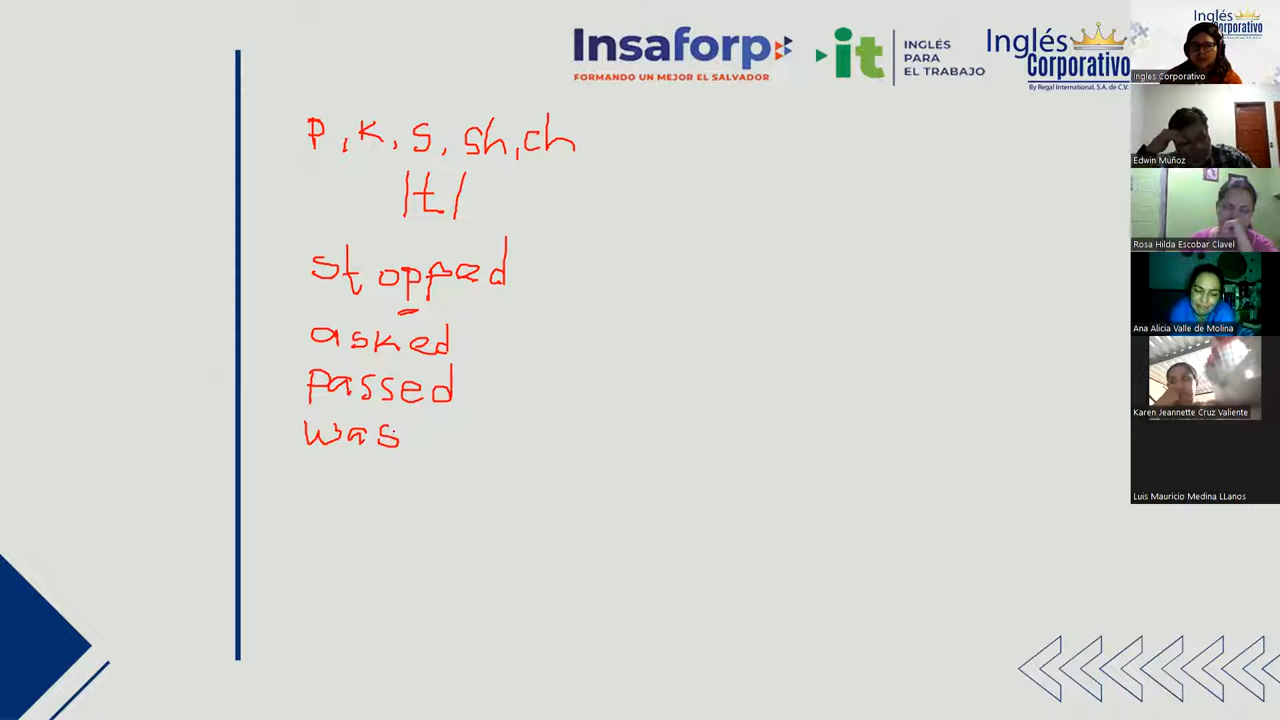 Insaforp
FORMANDO UN MEJOR EL SALVADOR
it
INGLÉS
PARA
EL TRABAJO
Inglés
Corporativo
By Regal International, S.A. de C.V.
P, K, S, Sh, ch
/t/
stopped
asked
passed
was
Inglés
Corporativo
Ingles Corporativo
Edwin Muñoz
Rosa Hilda Escobar Clavel
Ana Alicia Valle de Molina
Karen Jeannette Cruz Valiente
Luis Mauricio Medina LLanos